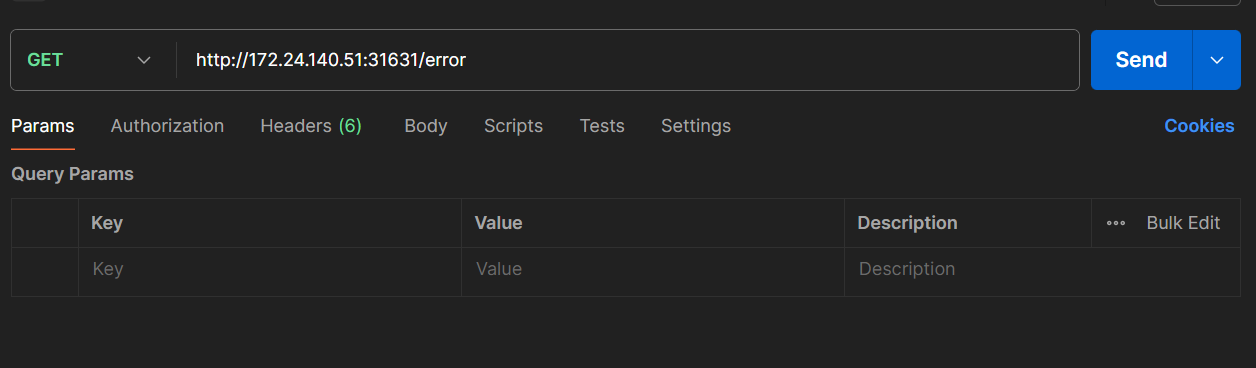 GET http://172.24.140.51:31631/error Send
Params Authorization Headers (6) Body Scripts Tests Settings Cookies
Query Params
Key Value Description Bulk Edit
Key Value Description